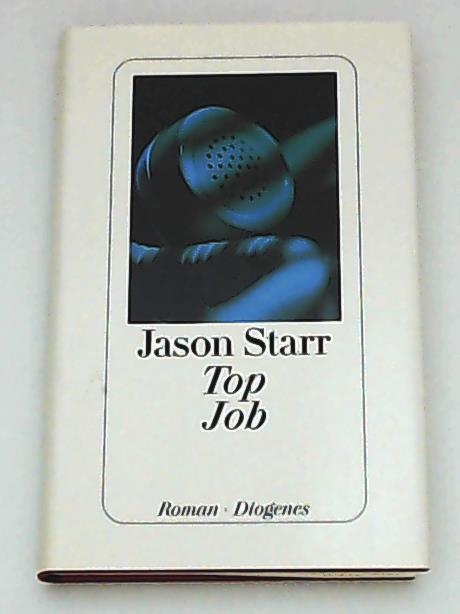 Jason Starr
Top
Job
Roman · Diogenes